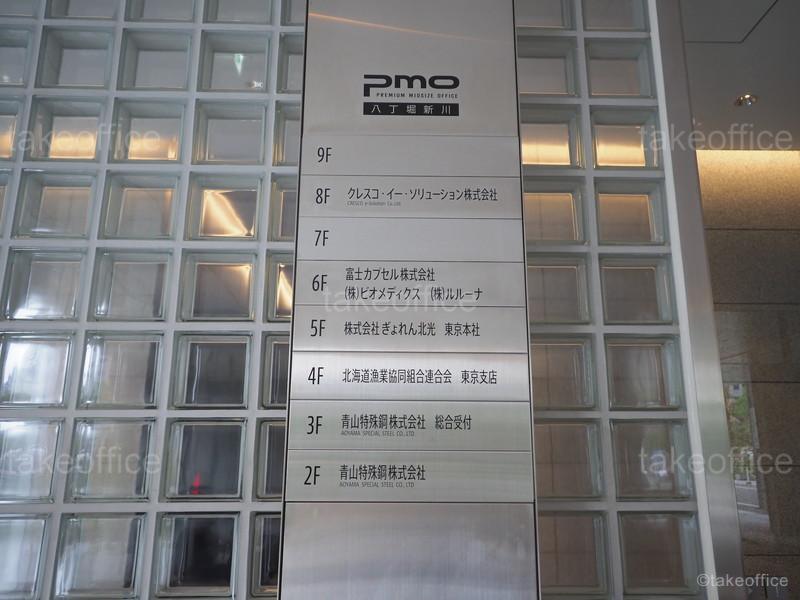 pmo
PREMIUM MIDSIZE OFFICE
八丁堀新川
9F
8F クレスコ・イー・ソリューション株式会社
CRESCO e-Solution Co.,Ltd.
7F
6F 富士カプセル株式会社
(株)ビオメディクス (株)ルルーナ
5F 株式会社ぎょれん北光 東京本社
4F 北海道漁業協同組合連合会 東京支店
3F 青山特殊鋼株式会社 総合受付
AOYAMA SPECIAL STEEL CO., LTD.
2F 青山特殊鋼株式会社
AOYAMA SPECIAL STEEL CO., LTD
takeoffice
takeoffice
takeoffice
takeoffice
takeoffice
©takeoffice